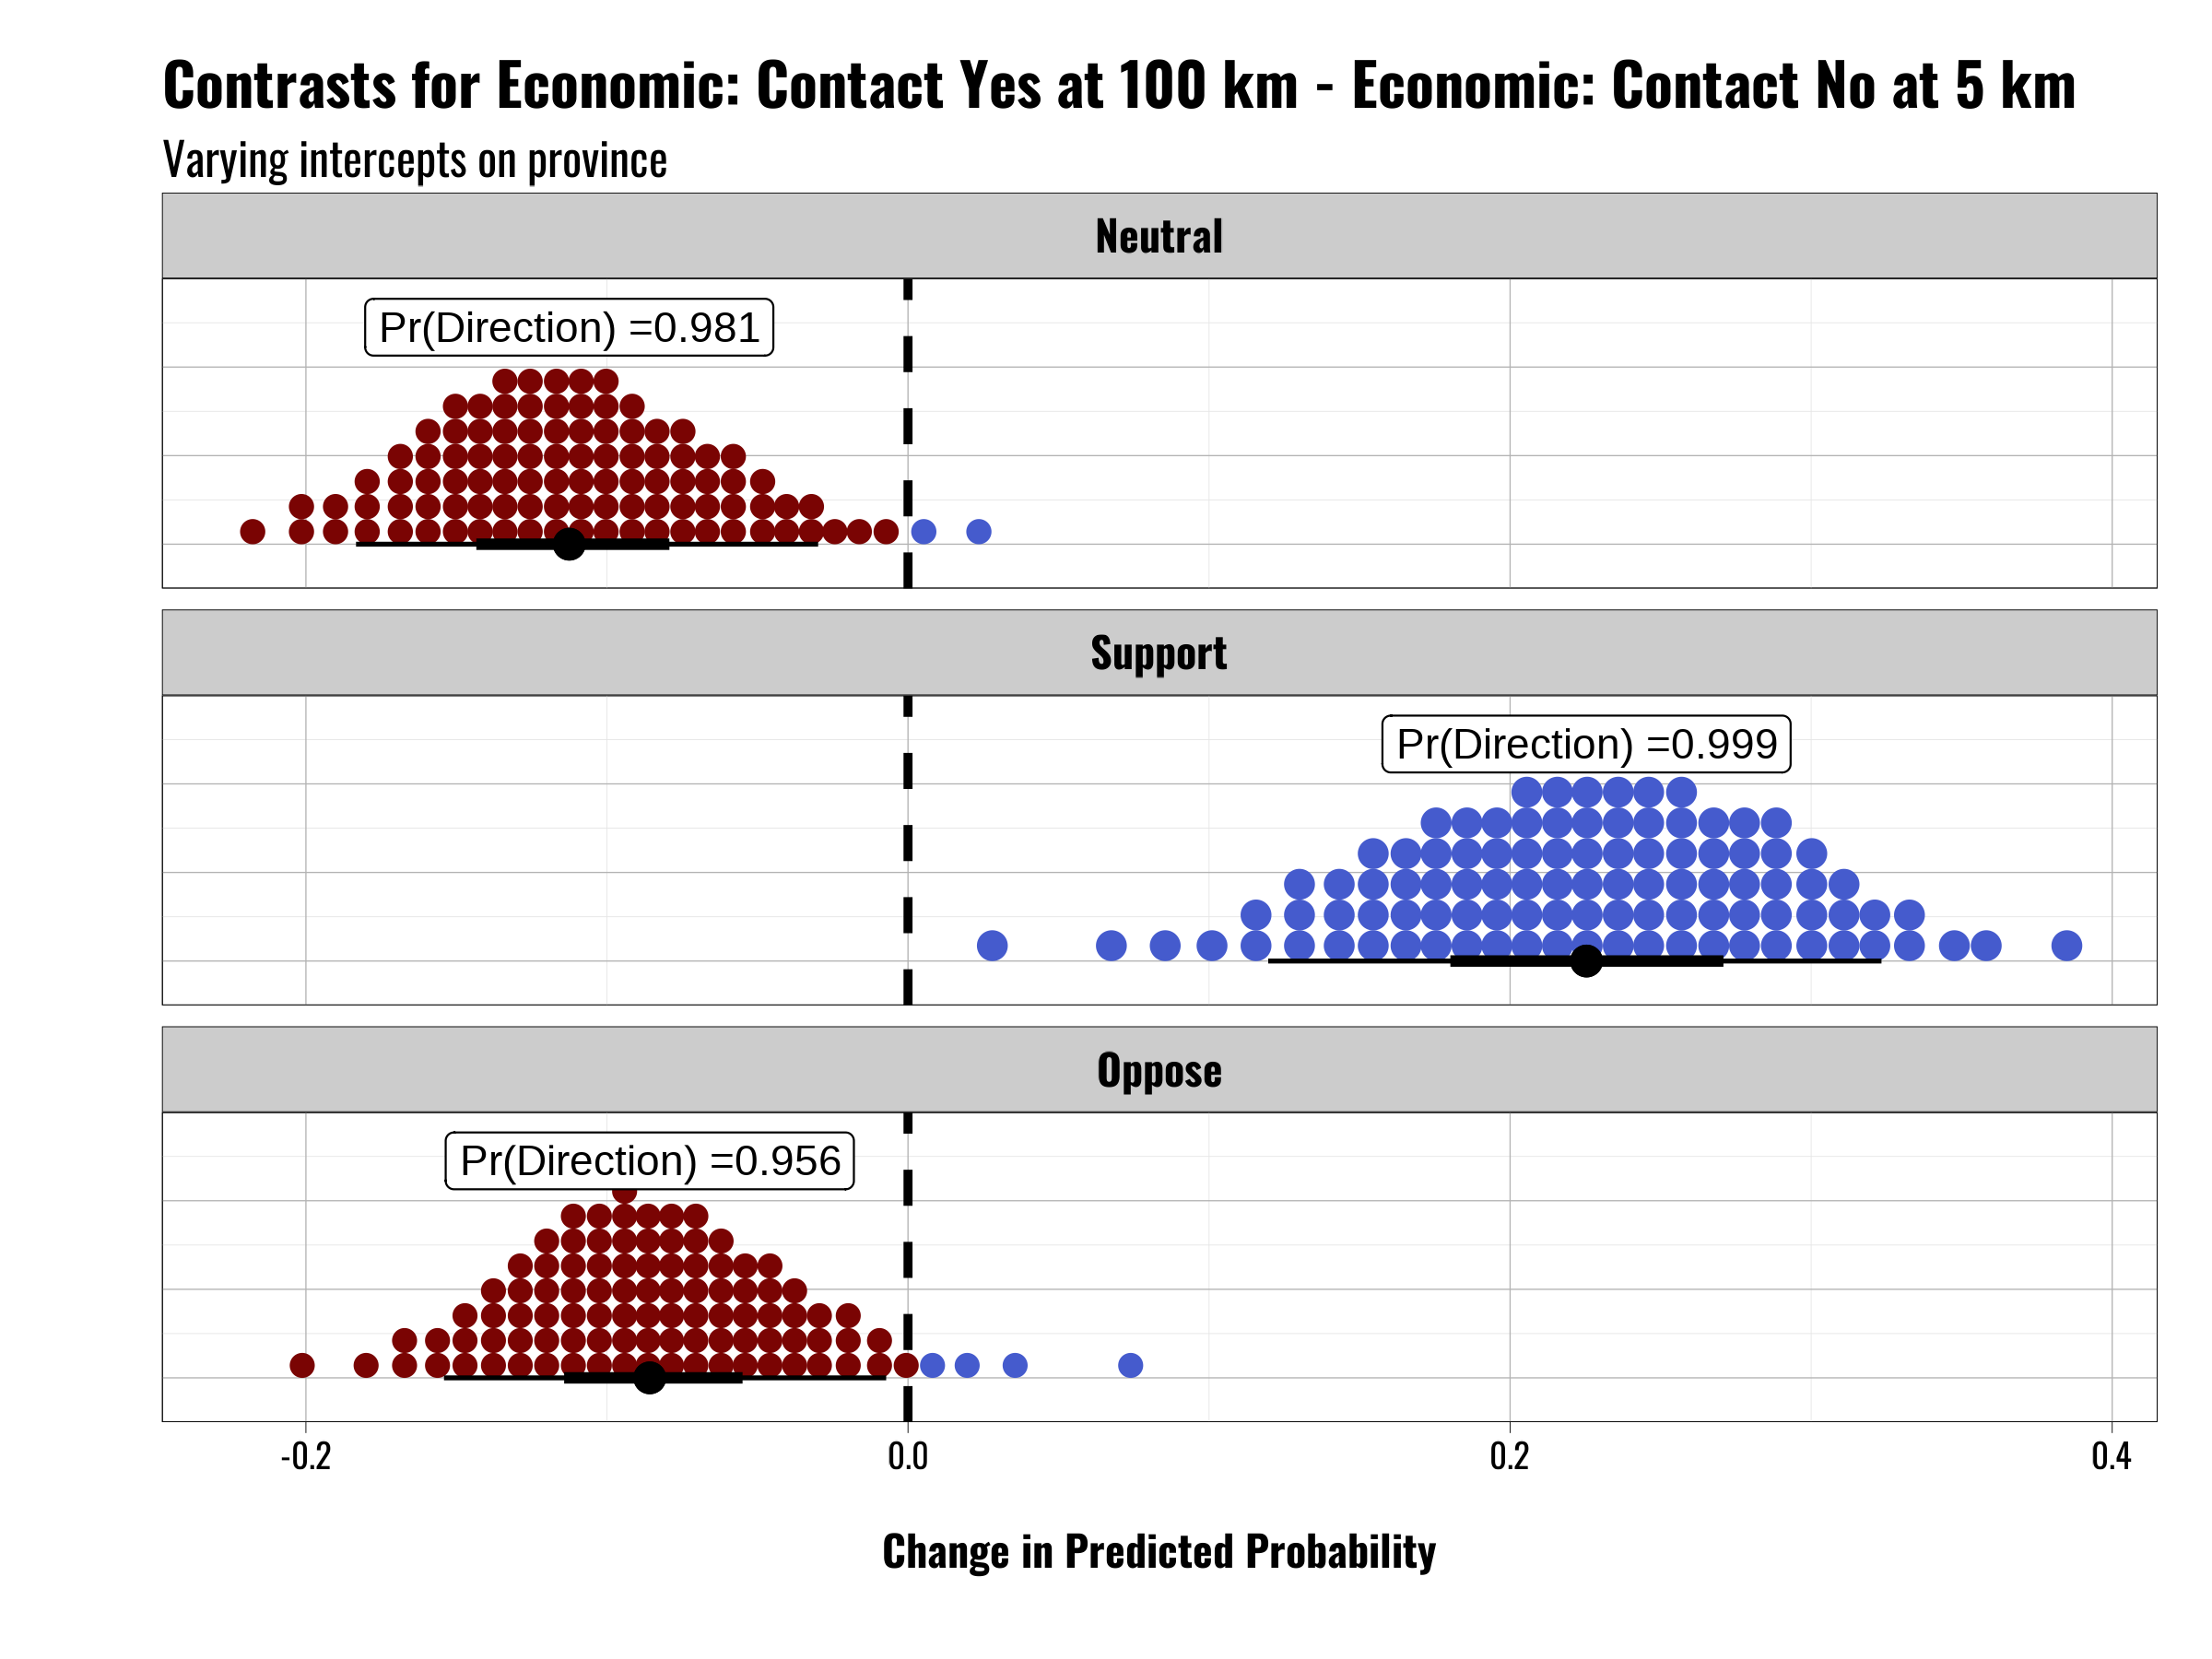 Contrasts for Economic: Contact Yes at 100 km - Economic: Contact No at 5 km
Varying intercepts on province
Neutral
Pr(Direction) =0.981
Support
Pr(Direction) =0.999
Oppose
Pr(Direction) =0.956
-0.2 0.0 0.2 0.4
Change in Predicted Probability